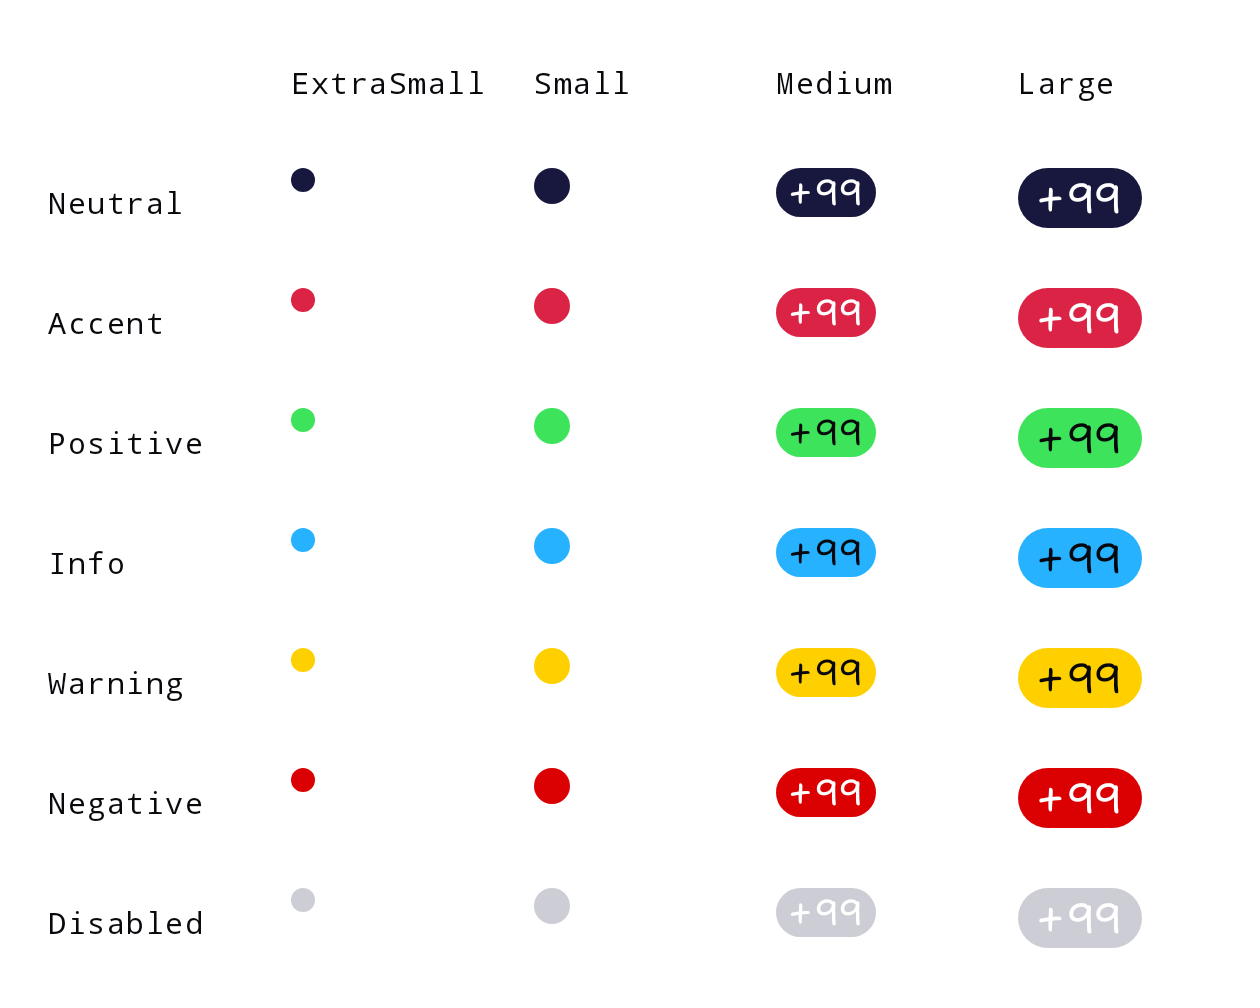 ExtraSmall Small Medium Large
Neutral +99 +99
Accent +99 +99
Positive +99 +99
Info +99 +99
Warning +99 +99
Negative +99 +99
Disabled +99 +99